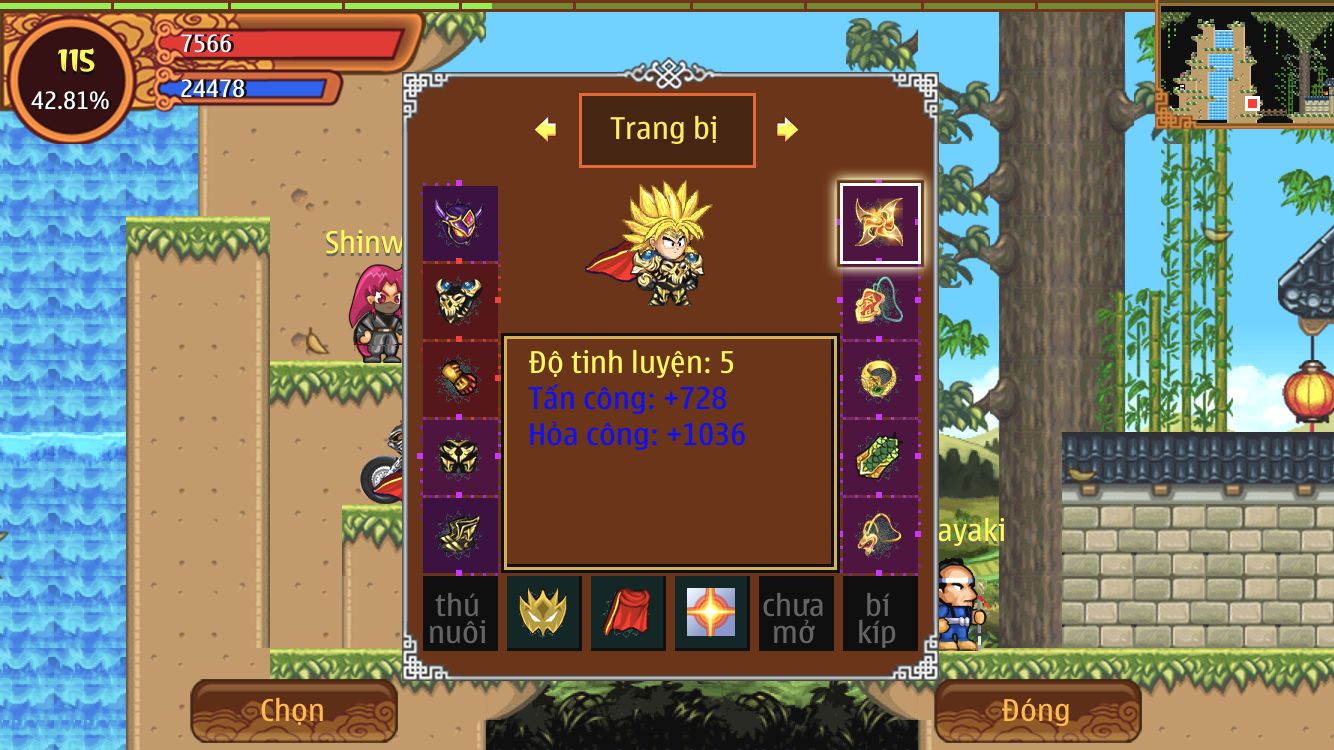 115
42.81%
7566
24478
Trang bị
Shinw
Độ tinh luyện: 5
Tấn công: +728
Hỏa công: +1036
ayaki
thú
nuôi
chưa
mở
bí
kíp
Chọn
Đóng